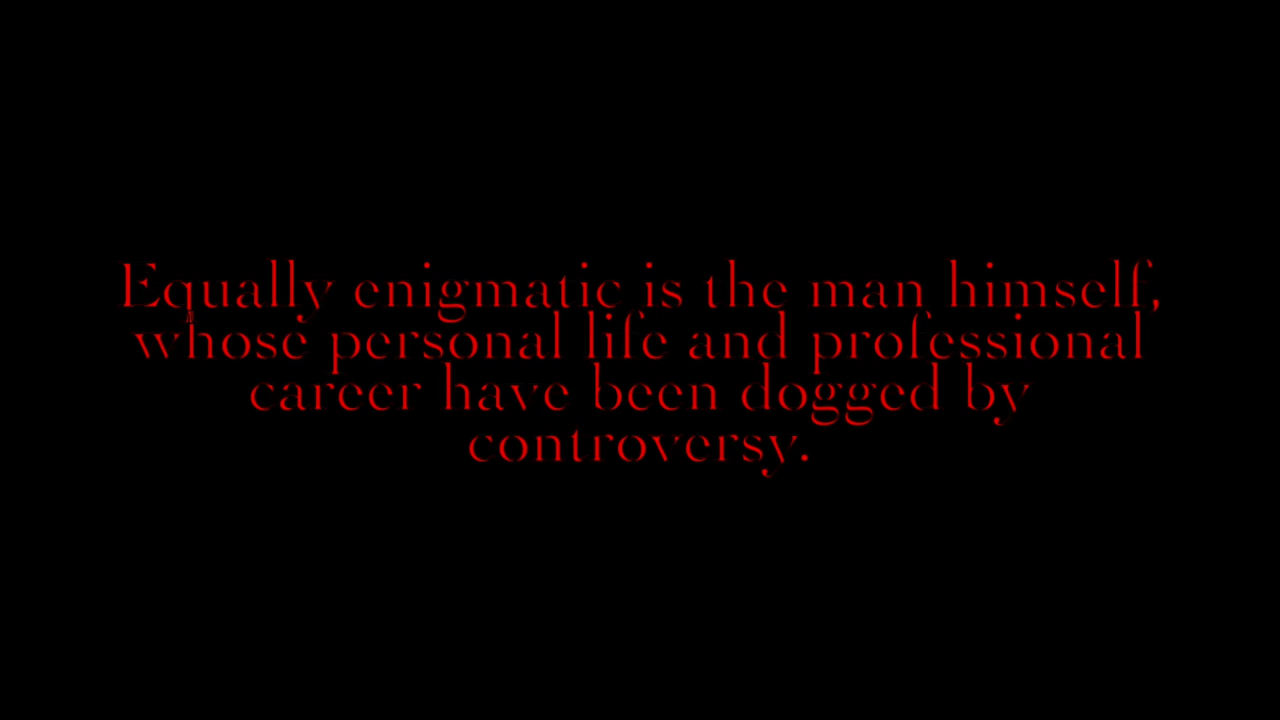 Equally enigmatic is the man himself,
whose personal life and professional
career have been dogged by
controversy.